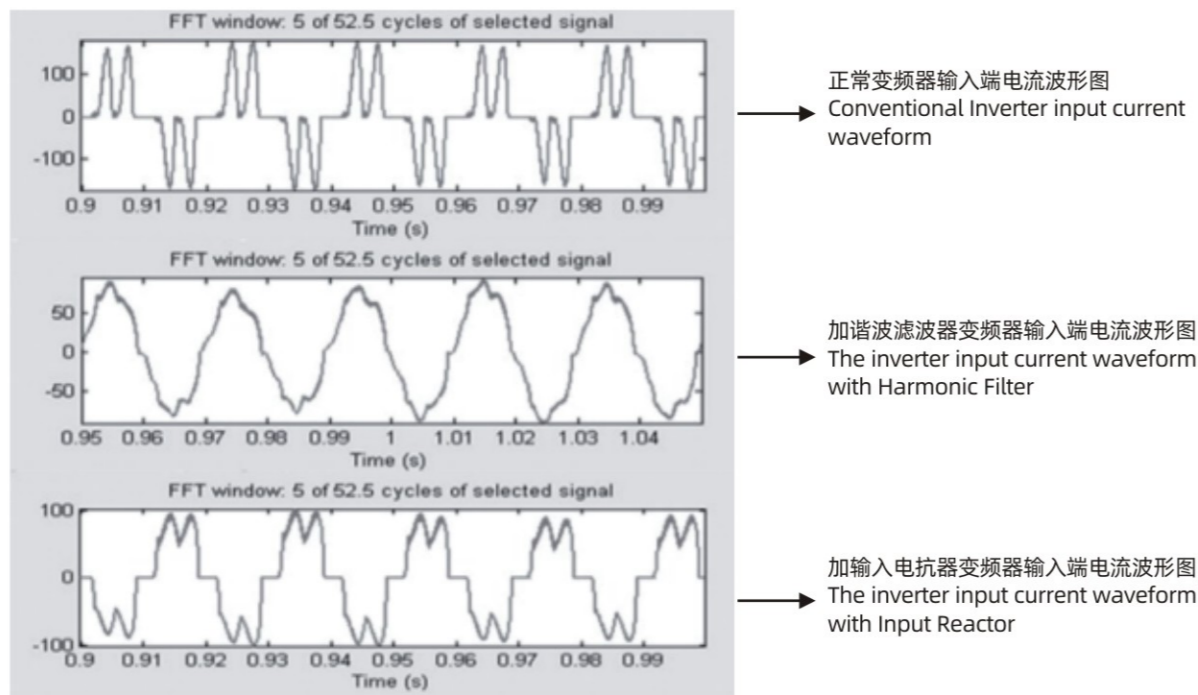 FFT window: 5 of 52.5 cycles of selected signal
100
0
-100
0.9 0.91 0.92 0.93 0.94 0.95 0.96 0.97 0.98 0.99
Time (s)
正常变频器输入端电流波形图
Conventional Inverter input current
waveform
FFT window: 5 of 52.5 cycles of selected signal
50
0
-50
0.95 0.96 0.97 0.98 0.99 1 1.01 1.02 1.03 1.04
Time (s)
加谐波滤波器变频器输入端电流波形图
The inverter input current waveform
with Harmonic Filter
FFT window: 5 of 52.5 cycles of selected signal
100
0
-100
0.9 0.91 0.92 0.93 0.94 0.95 0.96 0.97 0.98 0.99
Time (s)
加输入电抗器变频器输入端电流波形图
The inverter input current waveform
with Input Reactor